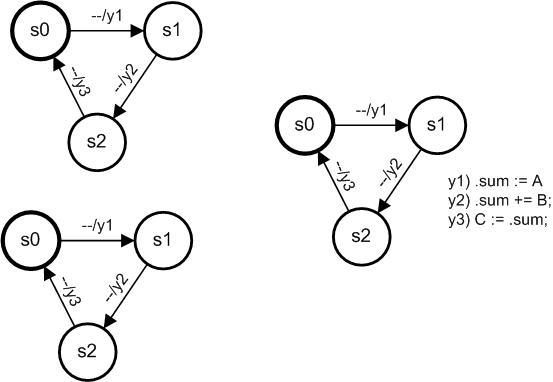 s0
--/y1
s1
--/y3
--/y2
s2
s0
--/y1
s1
--/y3
--/y2
s2
s0
--/y1
s1
--/y3
--/y2
s2
y1) .sum := A
y2) .sum += B;
y3) C := .sum;